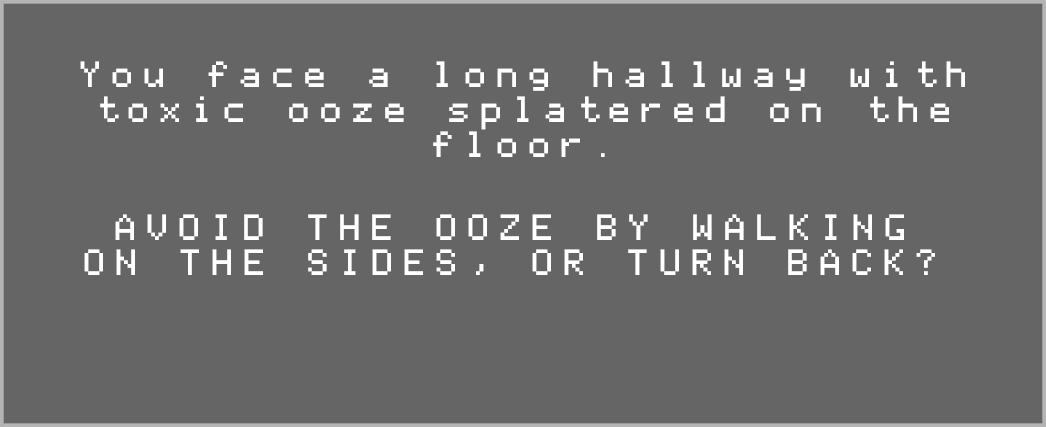 You face a long hallway with
toxic ooze splatered on the
floor.
AVOID THE OOZE BY WALKING
ON THE SIDES, OR TURN BACK?